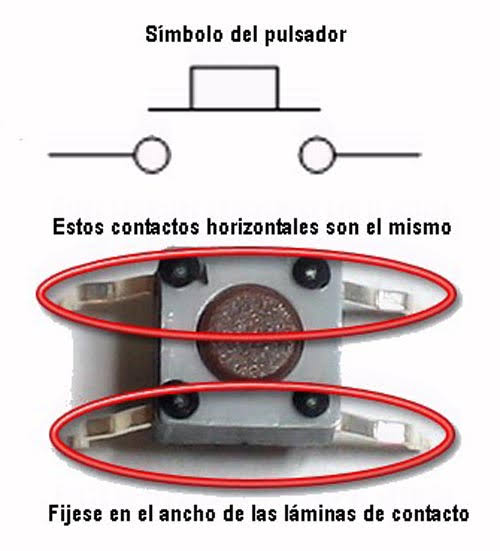 Símbolo del pulsador
Estos contactos horizontales son el mismo
Fijese en el ancho de las láminas de contacto